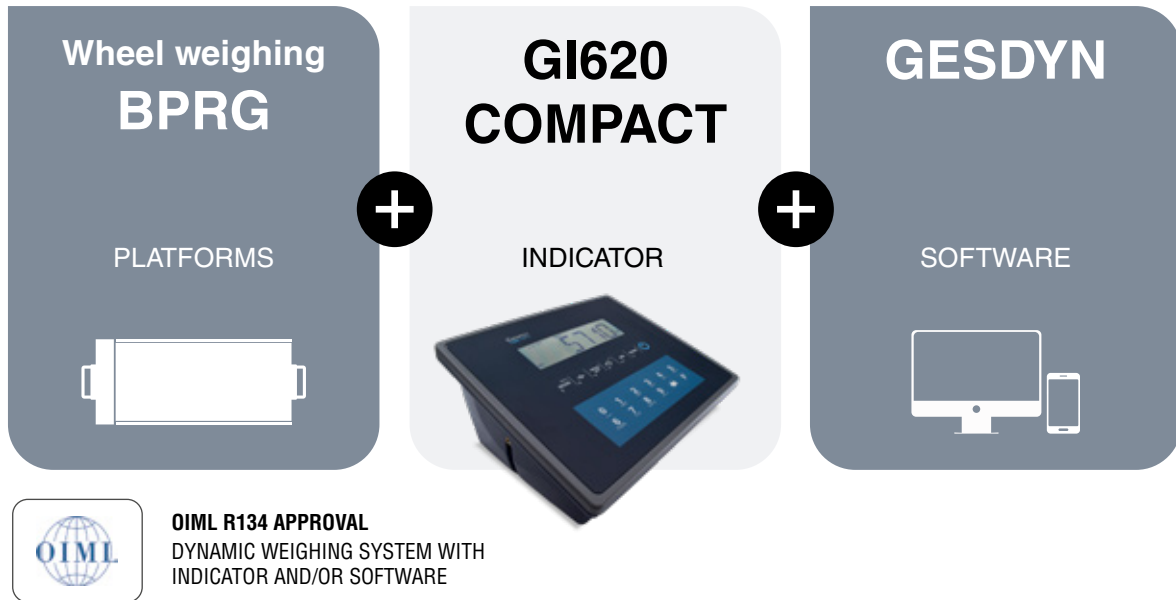 Wheel weighing
BPRG
PLATFORMS
+
GI620
COMPACT
INDICATOR
5710
+
GESDYN
SOFTWARE
OIML
OIML R134 APPROVAL
DYNAMIC WEIGHING SYSTEM WITH
INDICATOR AND/OR SOFTWARE